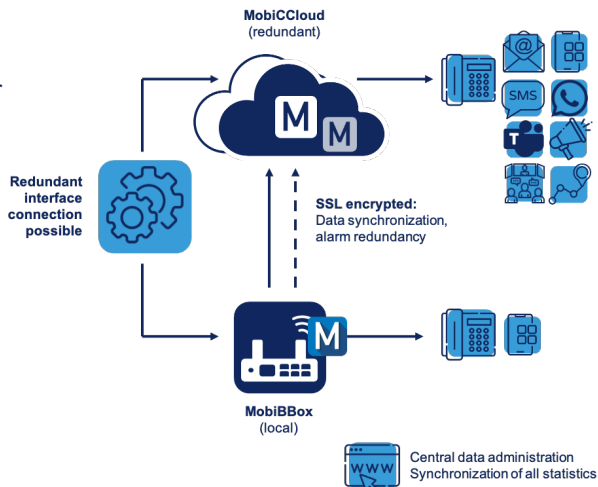 MobiCCloud
(redundant)
M
M
SMS
T
Redundant
interface
connection
possible
SSL encrypted:
Data synchronization,
alarm redundancy
M
MobiBBox
(local)
WWW
Central data administration
Synchronization of all statistics